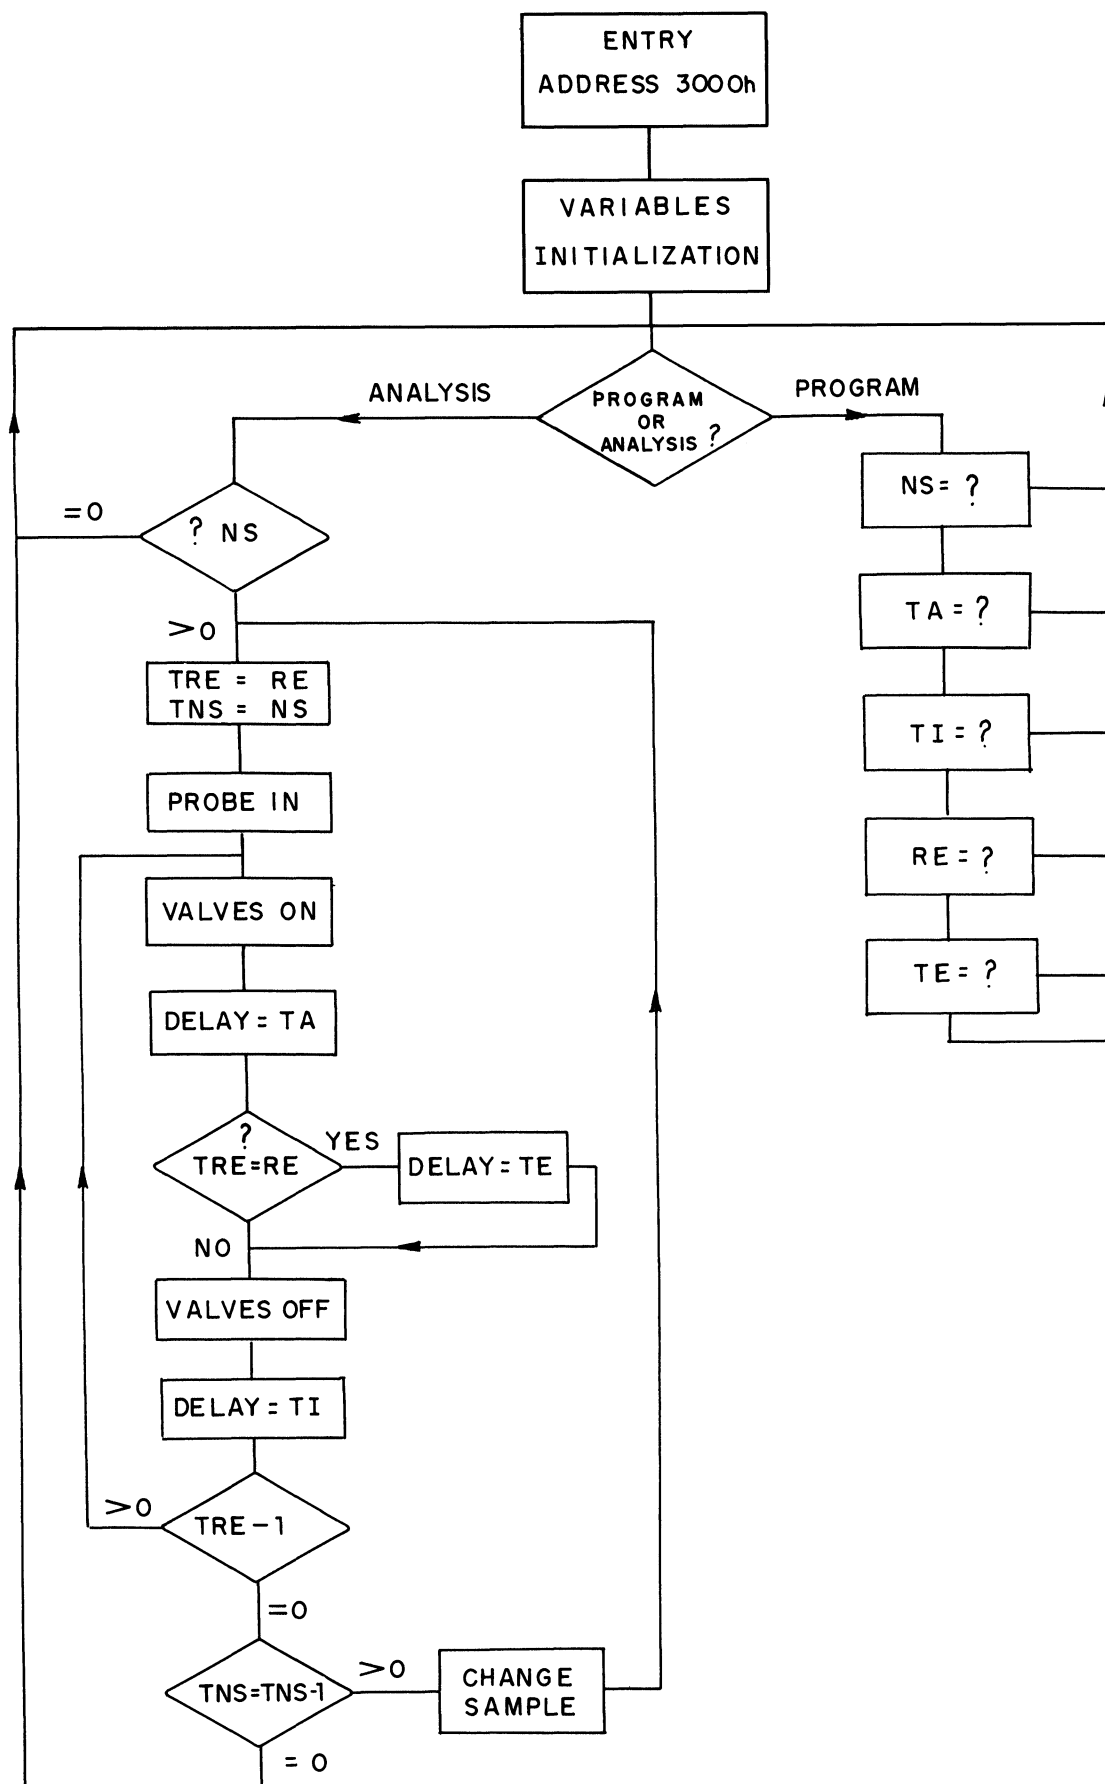 ENTRY
ADDRESS 3000h
VARIABLES
INITIALIZATION
ANALYSIS
PROGRAM
PROGRAM
OR
ANALYSIS ?
=0
? NS
>0
TRE = RE
TNS = NS
PROBE IN
VALVES ON
DELAY=TA
?
TRE=RE
YES
DELAY=TE
NO
VALVES OFF
DELAY=TI
>0
TRE-1
=0
TNS=TNS-1
>0
CHANGE
SAMPLE
=0
NS= ?
TA=?
TI=?
RE=?
TE=?